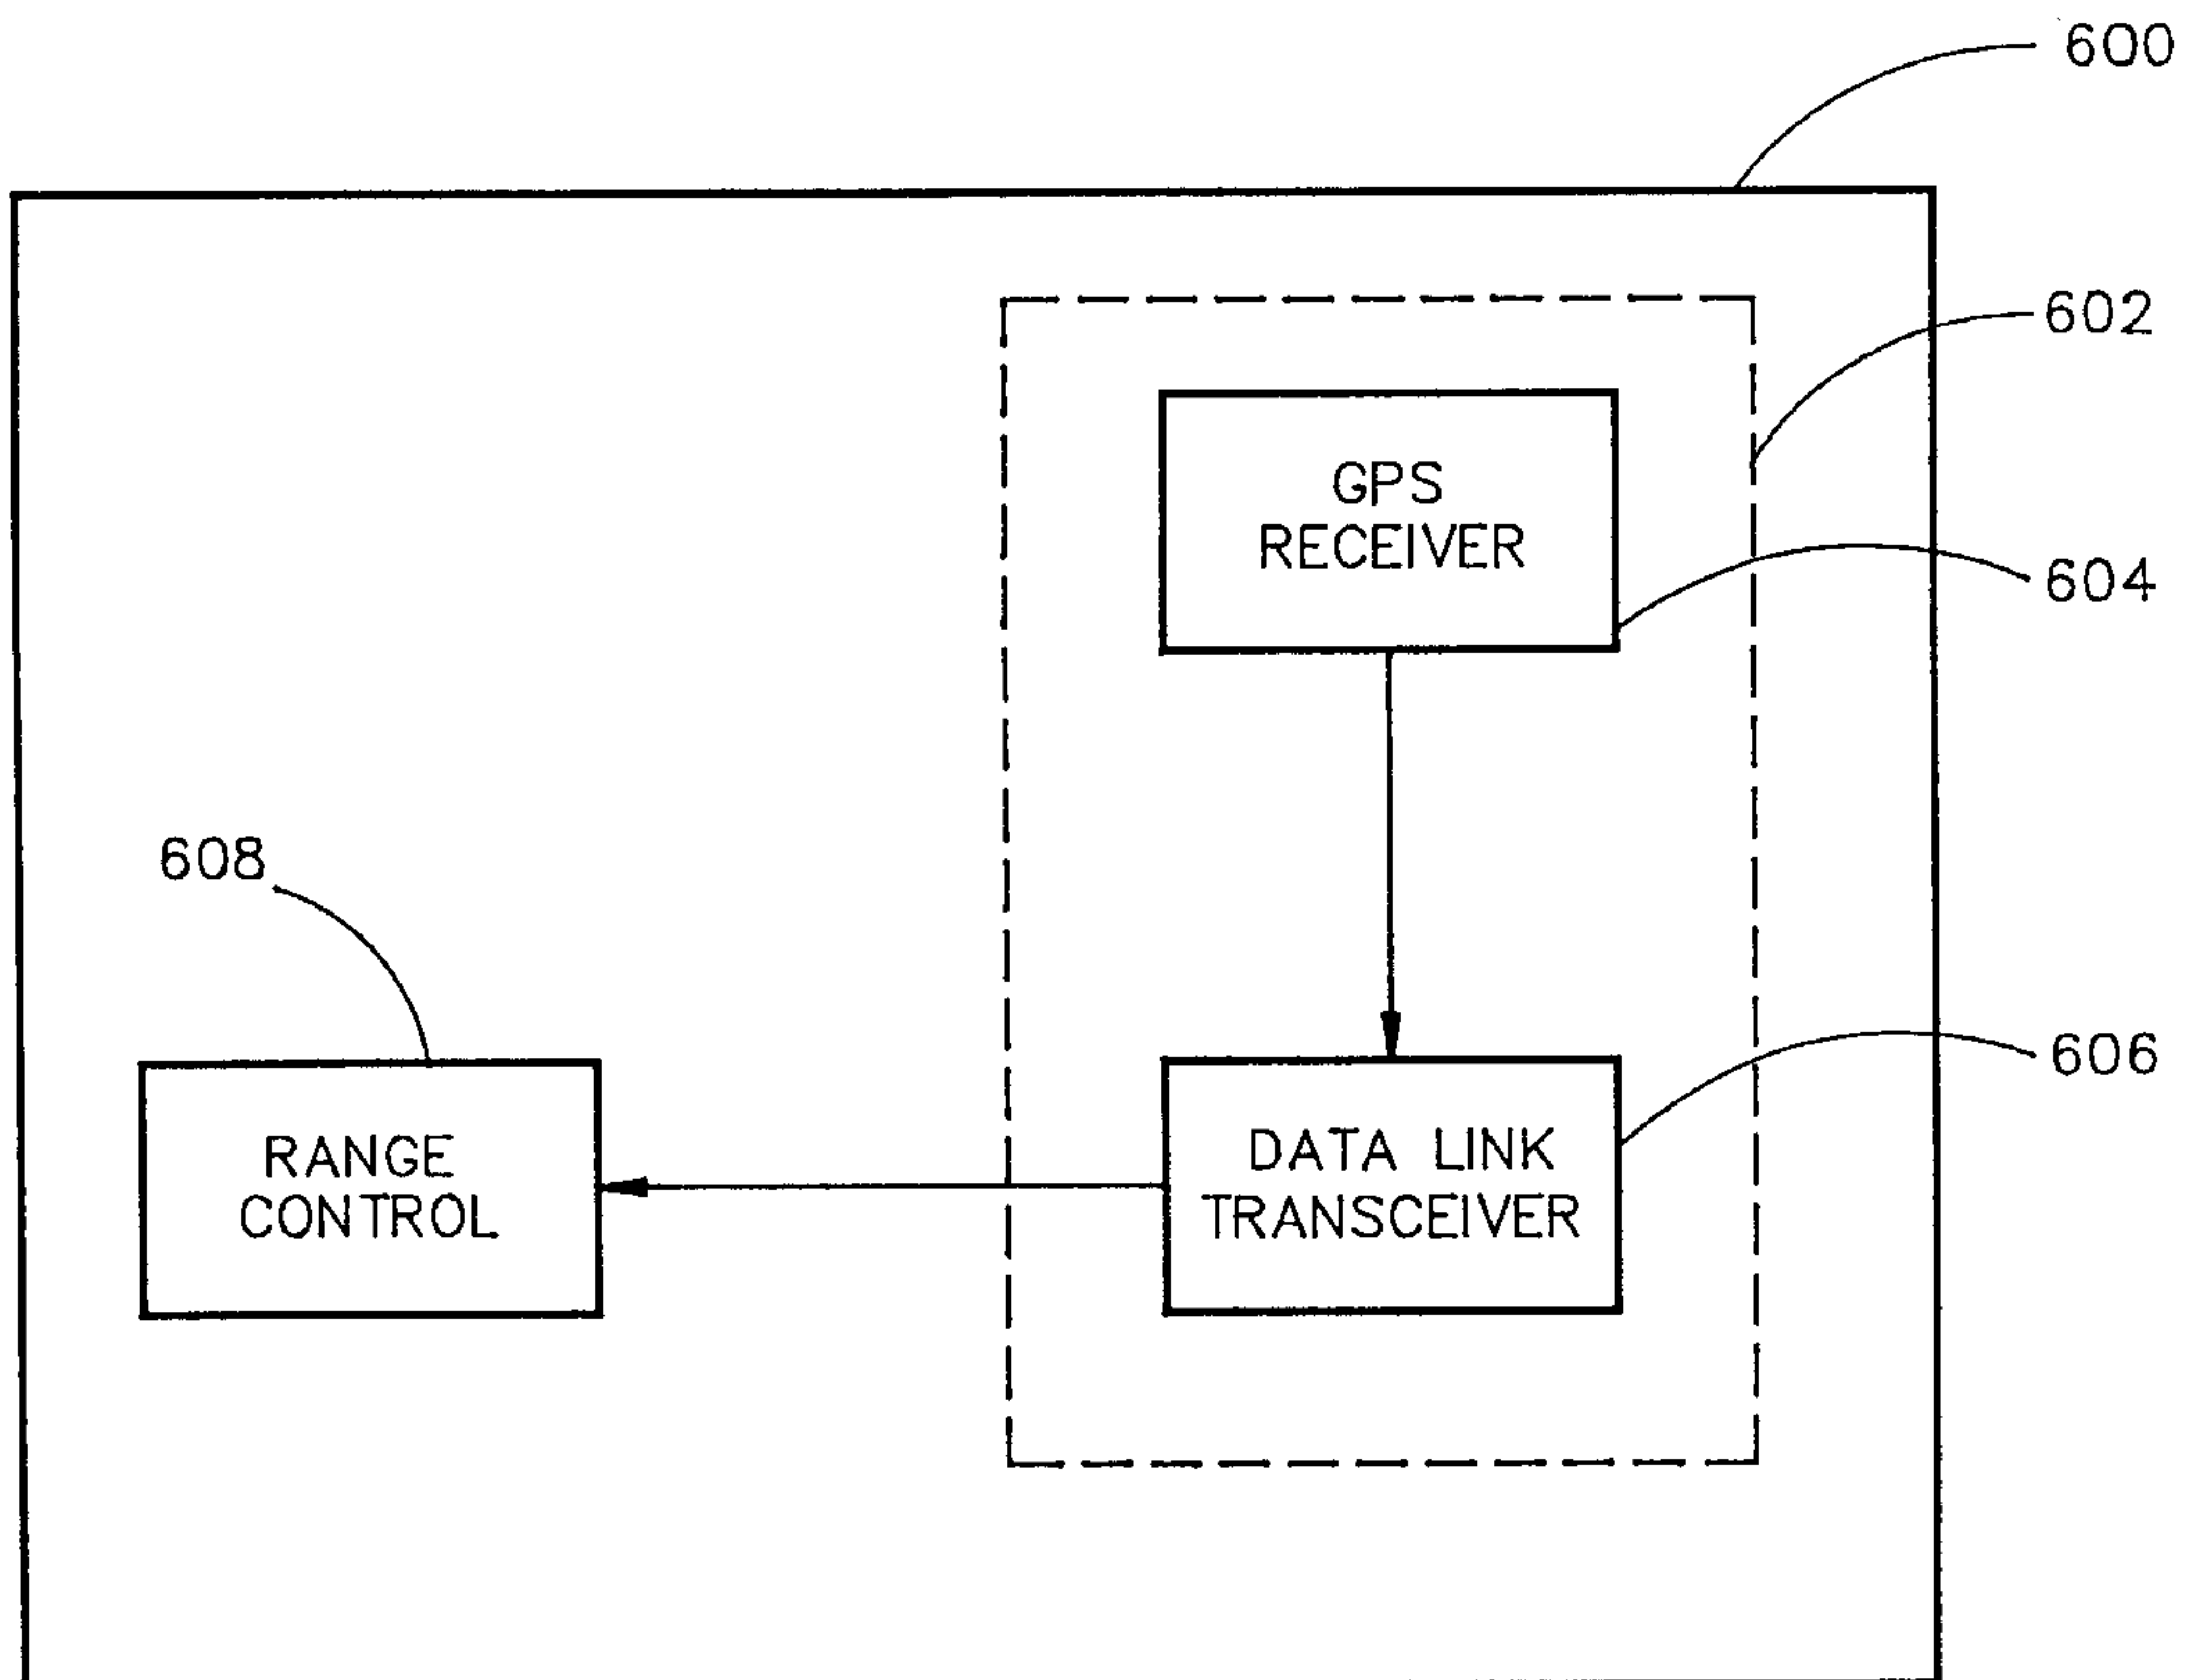 600
602
GPS
RECEIVER
604
608
606
RANGE
CONTROL
DATA LINK
TRANSCEIVER